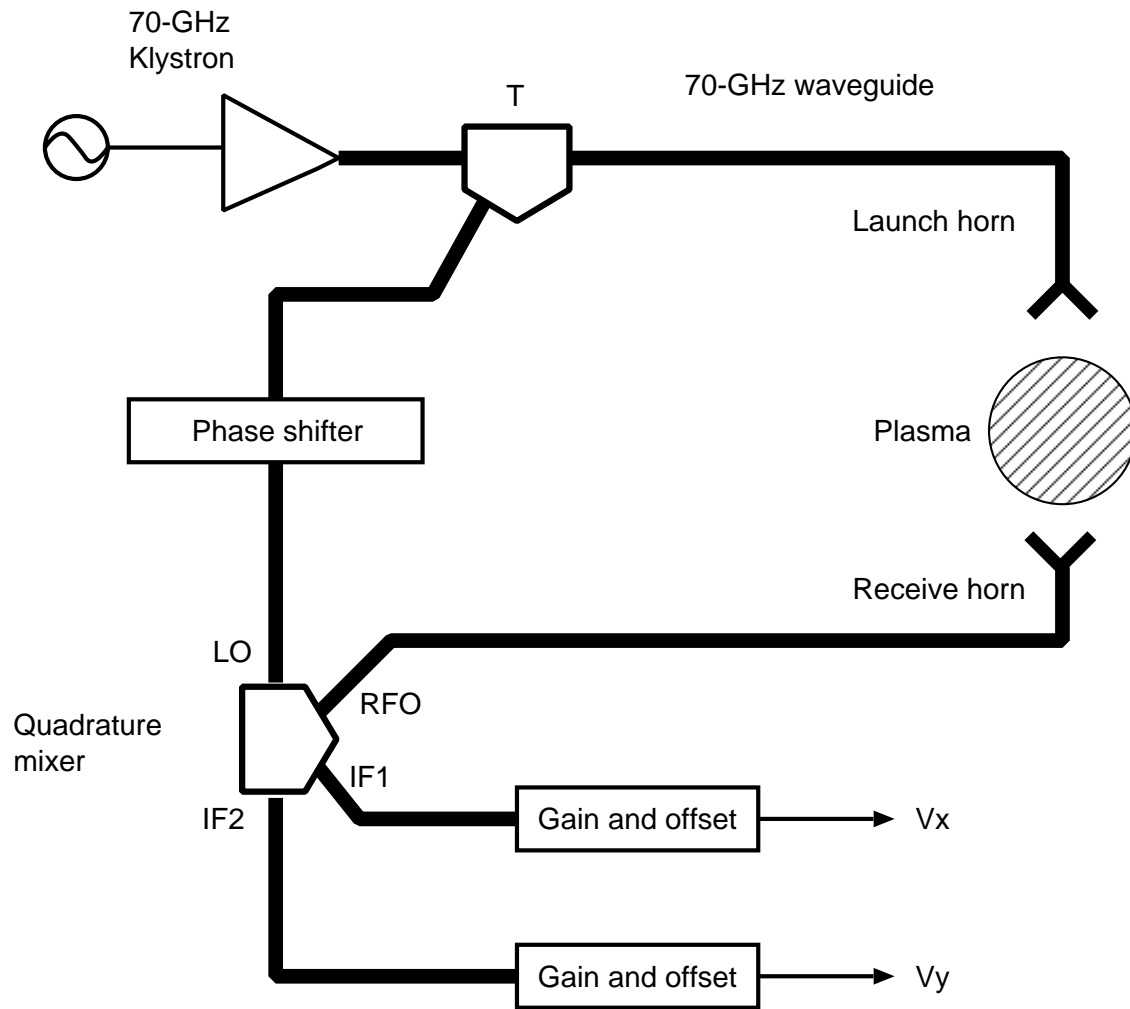 70-GHz
Klystron
T
70-GHz waveguide
Launch horn
Phase shifter
Plasma
Receive horn
LO
RFO
Quadrature
mixer
IF1
IF2
Gain and offset
Vx
Gain and offset
Vy